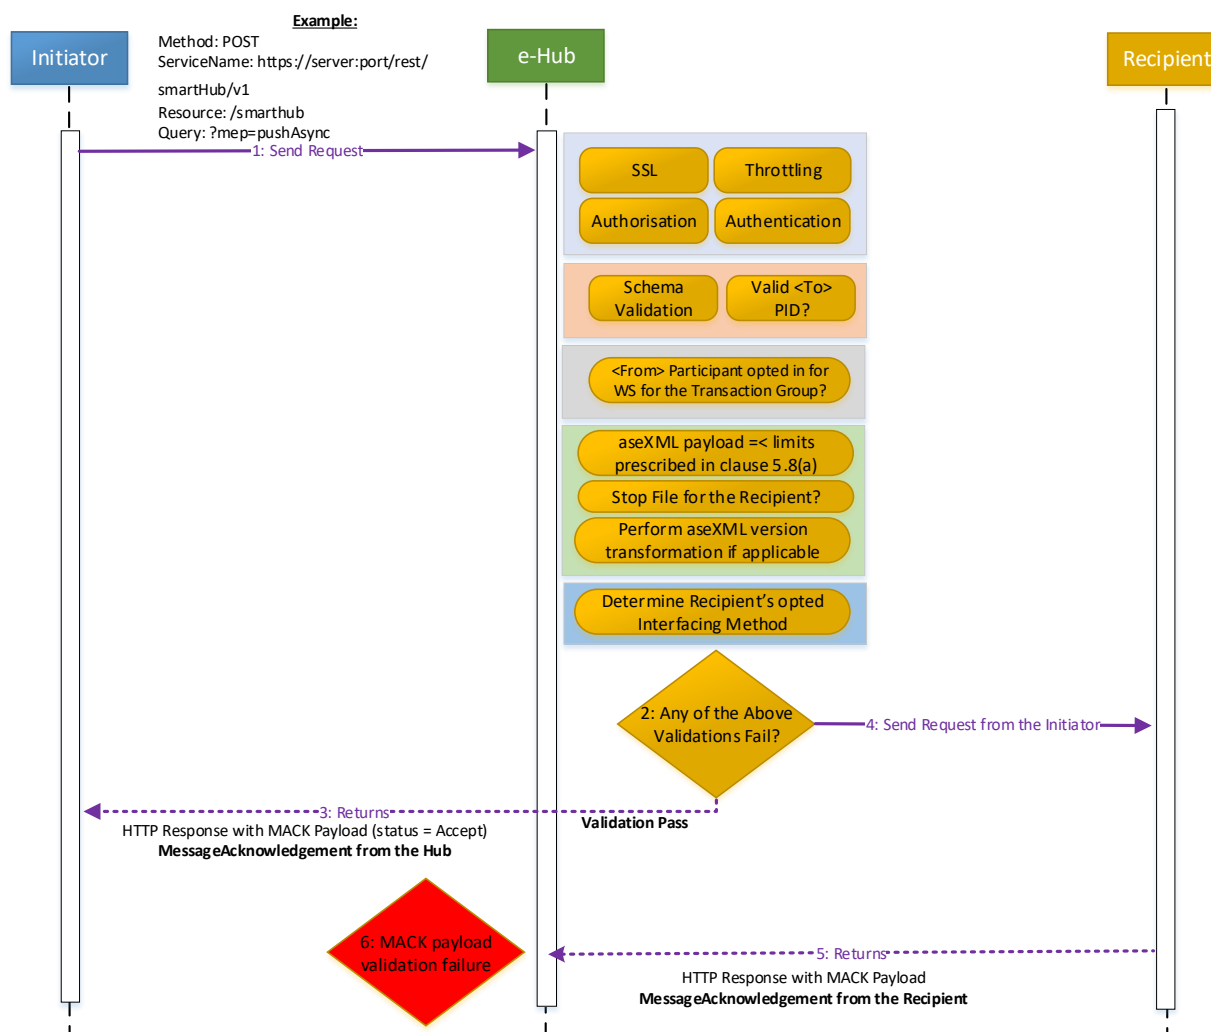 Example:
Method: POST
ServiceName: https://server:port/rest/
smartHub/v1
Resource: /smarthub
Query: ?mep=pushAsync
Initiator
e-Hub
Recipient
1: Send Request
SSL
Throttling
Authorisation
Authentication
Schema
Validation
Valid <To>
PID?
<From> Participant opted in for
WS for the Transaction Group?
aseXML payload =< limits
prescribed in clause 5.8(a)
Stop File for the Recipient?
Perform aseXML version
transformation if applicable
Determine Recipient's opted
Interfacing Method
2: Any of the Above
Validations Fail?
4: Send Request from the Initiator
3: Returns
HTTP Response with MACK Payload (status = Accept)
MessageAcknowledgement from the Hub
Validation Pass
6: MACK payload
validation failure
5: Returns
HTTP Response with MACK Payload
MessageAcknowledgement from the Recipient